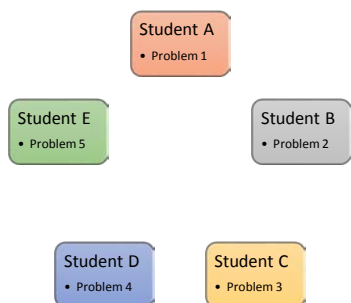 Student A
• Problem 1
Student E
• Problem 5
Student B
• Problem 2
Student D
• Problem 4
Student C
• Problem 3